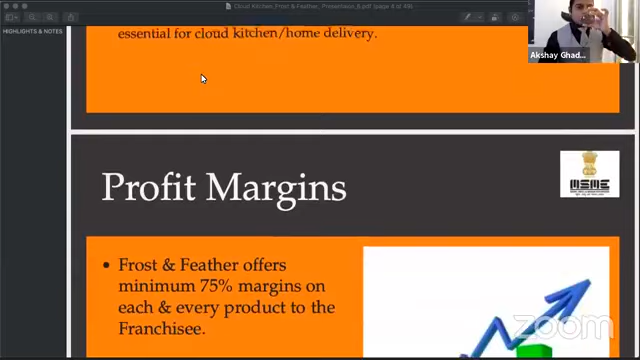 Cloud Kitchen_Frost & Feather_Presentation_6.pdf (page 4 of 49)
HIGHLIGHTS & NOTES
Akshay Ghad...
essential for cloud kitchen/home delivery.
Profit Margins
MSME
• Frost & Feather offers
minimum 75% margins on
each & every product to the
Franchisee.
zoom